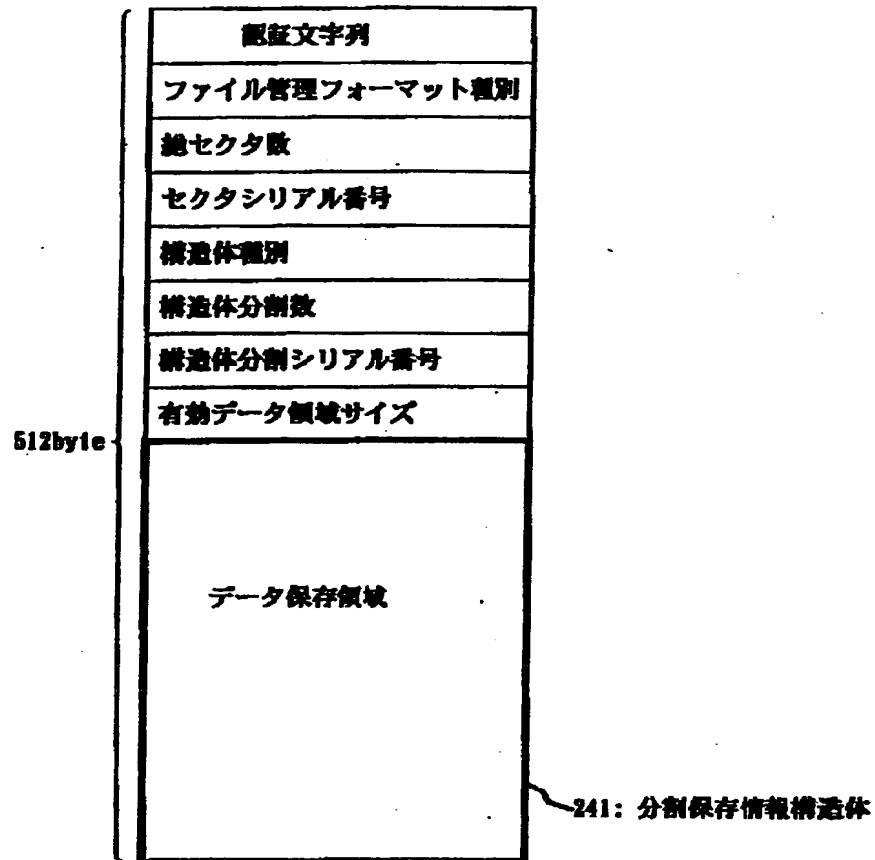 認証文字列
ファイル管理フォーマット種別
総セクタ数
セクタシリアル番号
構造体種別
構造体分割数
構造体分割シリアル番号
有効データ領域サイズ
512byte
データ保存領域
241: 分割保存情報構造体